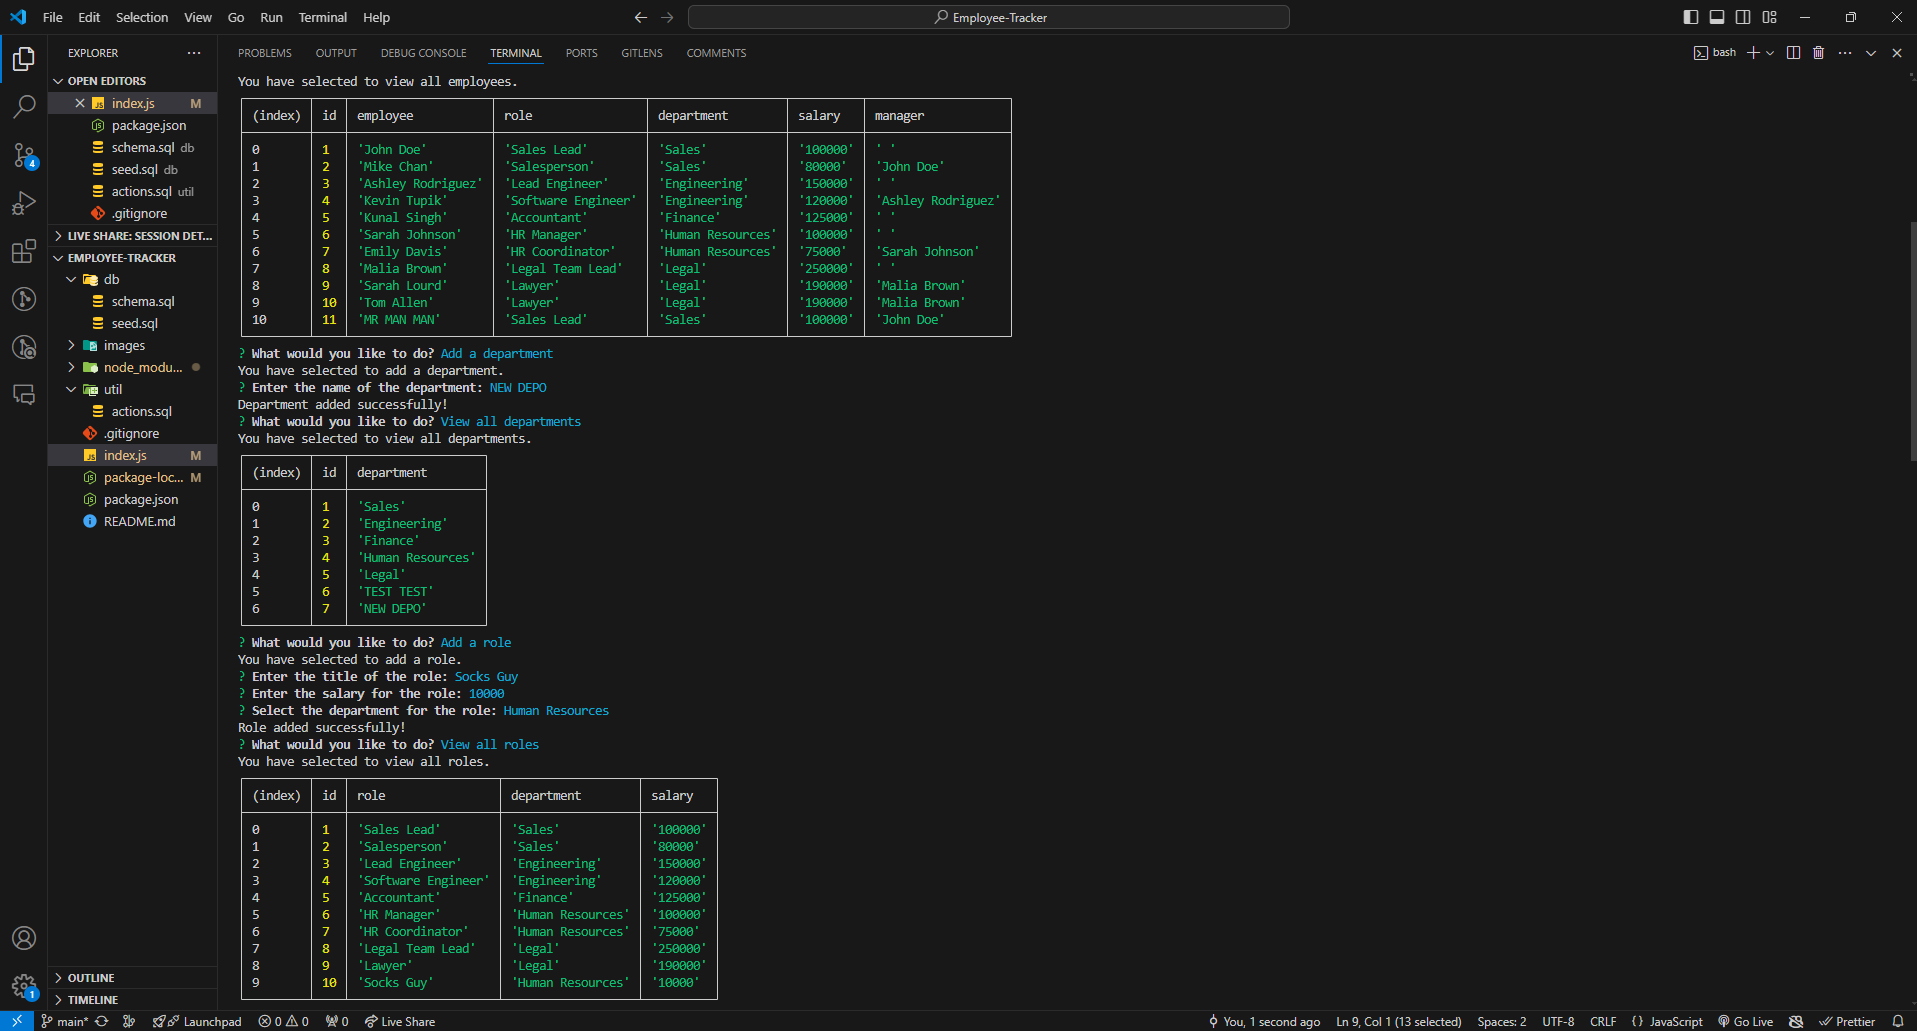 File Edit Selection View Go Run Terminal Help
Employee-Tracker
EXPLORER
OPEN EDITORS
index.js M
package.json
schema.sql db
seed.sql db
actions.sql util
.gitignore
LIVE SHARE: SESSION DET...
EMPLOYEE-TRACKER
db
schema.sql
seed.sql
images
node_modu...
util
actions.sql
.gitignore
index.js M
package-loc... M
package.json
README.md
OUTLINE
TIMELINE
4
1
PROBLEMS OUTPUT DEBUG CONSOLE TERMINAL PORTS GITLENS COMMENTS
bash
You have selected to view all employees.
(index) id employee role department salary manager
0 1 'John Doe' 'Sales Lead' 'Sales' '100000' ' '
1 2 'Mike Chan' 'Salesperson' 'Sales' '80000' 'John Doe'
2 3 'Ashley Rodriguez' 'Lead Engineer' 'Engineering' '150000' ' '
3 4 'Kevin Tupik' 'Software Engineer' 'Engineering' '120000' 'Ashley Rodriguez'
4 5 'Kunal Singh' 'Accountant' 'Finance' '125000' ' '
5 6 'Sarah Johnson' 'HR Manager' 'Human Resources' '100000' ' '
6 7 'Emily Davis' 'HR Coordinator' 'Human Resources' '75000' 'Sarah Johnson'
7 8 'Malia Brown' 'Legal Team Lead' 'Legal' '250000' ' '
8 9 'Sarah Lourd' 'Lawyer' 'Legal' '190000' 'Malia Brown'
9 10 'Tom Allen' 'Lawyer' 'Legal' '190000' 'Malia Brown'
10 11 'MR MAN MAN' 'Sales Lead' 'Sales' '100000' 'John Doe'
? What would you like to do? Add a department
You have selected to add a department.
? Enter the name of the department: NEW DEPO
Department added successfully!
? What would you like to do? View all departments
You have selected to view all departments.
(index) id department
0 1 'Sales'
1 2 'Engineering'
2 3 'Finance'
3 4 'Human Resources'
4 5 'Legal'
5 6 'TEST TEST'
6 7 'NEW DEPO'
? What would you like to do? Add a role
You have selected to add a role.
? Enter the title of the role: Socks Guy
? Enter the salary for the role: 10000
? Select the department for the role: Human Resources
Role added successfully!
? What would you like to do? View all roles
You have selected to view all roles.
(index) id role department salary
0 1 'Sales Lead' 'Sales' '100000'
1 2 'Salesperson' 'Sales' '80000'
2 3 'Lead Engineer' 'Engineering' '150000'
3 4 'Software Engineer' 'Engineering' '120000'
4 5 'Accountant' 'Finance' '125000'
5 6 'HR Manager' 'Human Resources' '100000'
6 7 'HR Coordinator' 'Human Resources' '75000'
7 8 'Legal Team Lead' 'Legal' '250000'
8 9 'Lawyer' 'Legal' '190000'
9 10 'Socks Guy' 'Human Resources' '10000'
main* Launchpad 0 0 0 Live Share You, 1 second ago Ln 9, Col 1 (13 selected) Spaces: 2 UTF-8 CRLF {} JavaScript Go Live Prettier